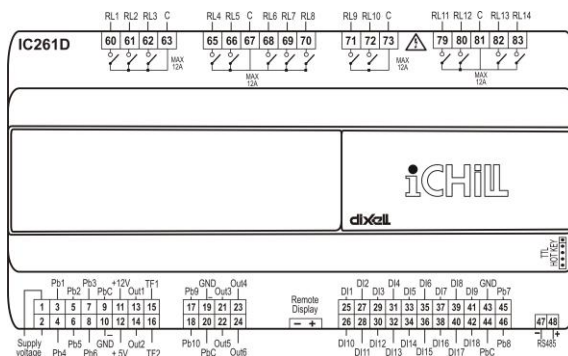 RL1 RL2 RL3 C RL4 RL5 C RL6 RL7 RL8 RL9 RL10 C RL11 RL12 C RL13 RL14
IC261D
60 61 62 63 65 66 67 68 69 70 71 72 73 79 80 81 82 83
MAX 12A
MAX 12A
MAX 12A
MAX 12A
iCHiLL
dixell
TTL
HOT KEY
Pb1 Pb2 Pb3 PbC +12V Out1 TF1
1 3 5 7 9 11 13 15
2 4 6 8 10 12 14 16
Supply voltage
Pb4 Pb5 Pb6 GND +5V Out2 TF2
Pb9 GND Out3 Out4
17 19 21 23
18 20 22 24
Pb10 PbC Out5 Out6
Remote Display
- +
DI1 DI2 DI3 DI4 DI5 DI6 DI7 DI8 DI9 GND Pb7
25 27 29 31 33 35 37 39 41 43 45
26 28 30 32 34 36 38 40 42 44 46
DI10 DI11 DI12 DI13 DI14 DI15 DI16 DI17 DI18 PbC Pb8
47 48
- +
RS485